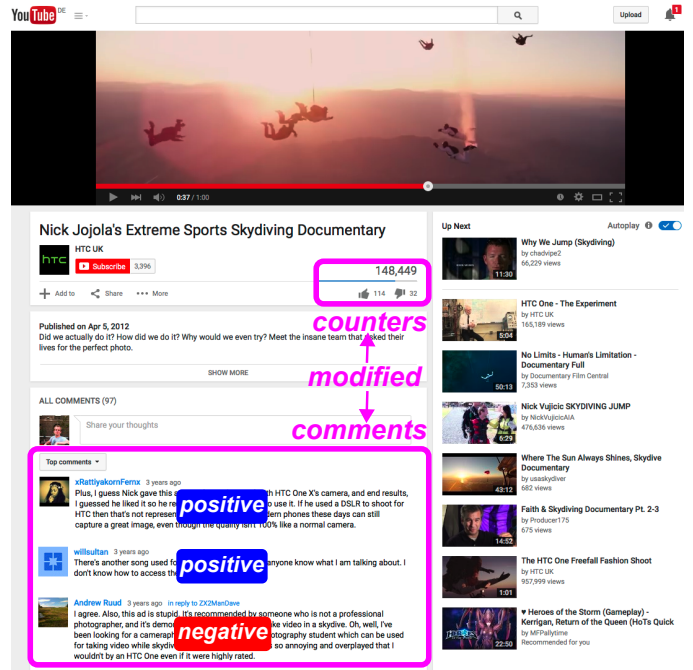 YouTube DE
Upload
1
0:37 / 1:00
Nick Jojola's Extreme Sports Skydiving Documentary
hTC
HTC UK
Subscribe 3,396
148,449
Add to Share More
114 32
counters
Published on Apr 5, 2012
Did we actually do it? How did we do it? Why would we even try? Meet the insane team that risked their
lives for the perfect photo.
SHOW MORE
modified
comments
ALL COMMENTS (97)
Share your thoughts
Top comments
xRattiyakornFernx 3 years ago
Plus, I guess Nick gave this a th HTC One X's camera, and end results,
I guessed he liked it so he re to use it. If he used a DSLR to shoot for
HTC then that's not represen dern phones these days can still
capture a great image, even though the quality isn't 100% like a normal camera.
positive
willsultan 3 years ago
There's another song used fo anyone know what I am talking about. I
don't know how to access the
positive
Andrew Ruud 3 years ago in reply to ZX2ManDave
I agree. Also, this ad is stupid. It's recommended by someone who is not a professional
photographer, and it's demo ke video in a skydive. Oh, well, I've
been looking for a cameraph otography student which can be used
for taking video while skydiv so annoying and overplayed that I
wouldn't by an HTC One even if it were highly rated.
negative
Up Next
Autoplay
Why We Jump (Skydiving)
by chadvipe2
66,229 views
11:30
HTC One - The Experiment
by HTC UK
165,189 views
5:04
No Limits - Human's Limitation -
Documentary Full
by Documentary Film Central
7,353 views
50:13
Nick Vujicic SKYDIVING JUMP
by NickVujicicAIA
476,636 views
6:29
Where The Sun Always Shines, Skydive
Documentary
by usaskydiver
682 views
43:12
Faith & Skydiving Documentary Pt. 2-3
by Producer175
675 views
14:52
The HTC One Freefall Fashion Shoot
by HTC UK
957,999 views
1:01
♥ Heroes of the Storm (Gameplay) -
Kerrigan, Return of the Queen (HoTs Quick
by MFPallytime
Recommended for you
22:50